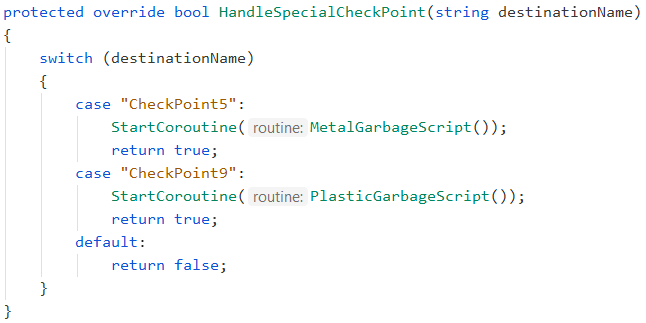 protected override bool HandleSpecialCheckPoint(string destinationName)
{
    switch (destinationName)
    {
        case "CheckPoint5":
            StartCoroutine( routine: MetalGarbageScript());
            return true;
        case "CheckPoint9":
            StartCoroutine( routine: PlasticGarbageScript());
            return true;
        default:
            return false;
    }
}